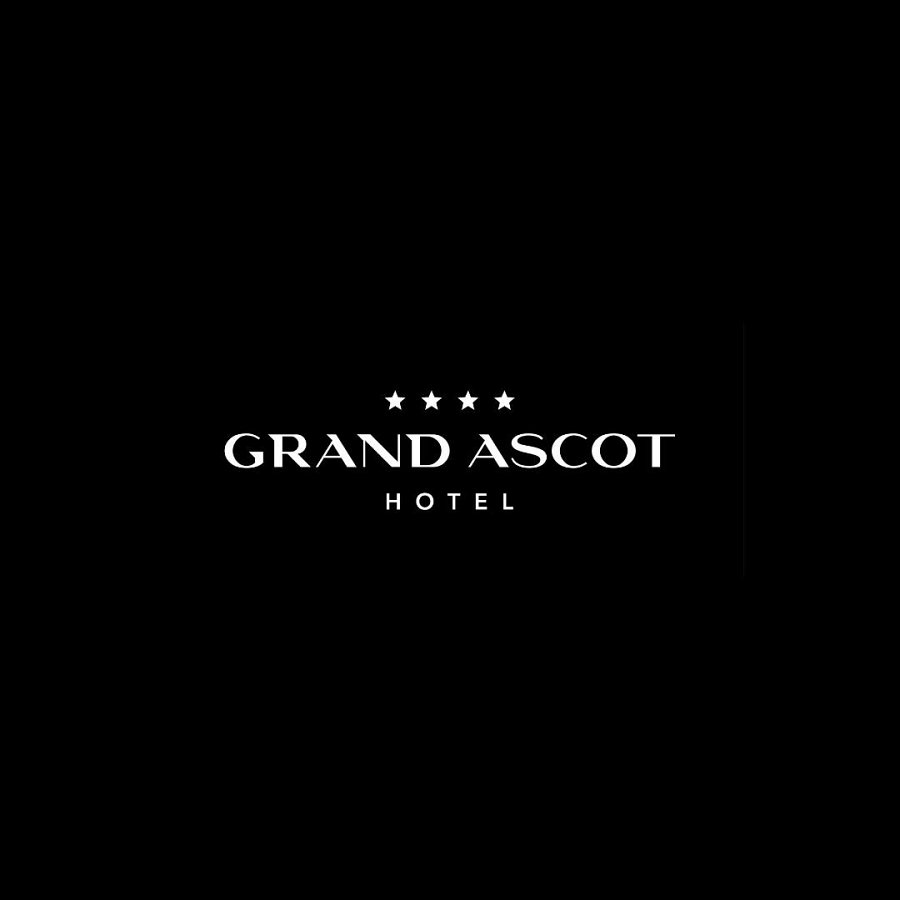 ★ ★ ★ ★
GRAND ASCOT
HOTEL